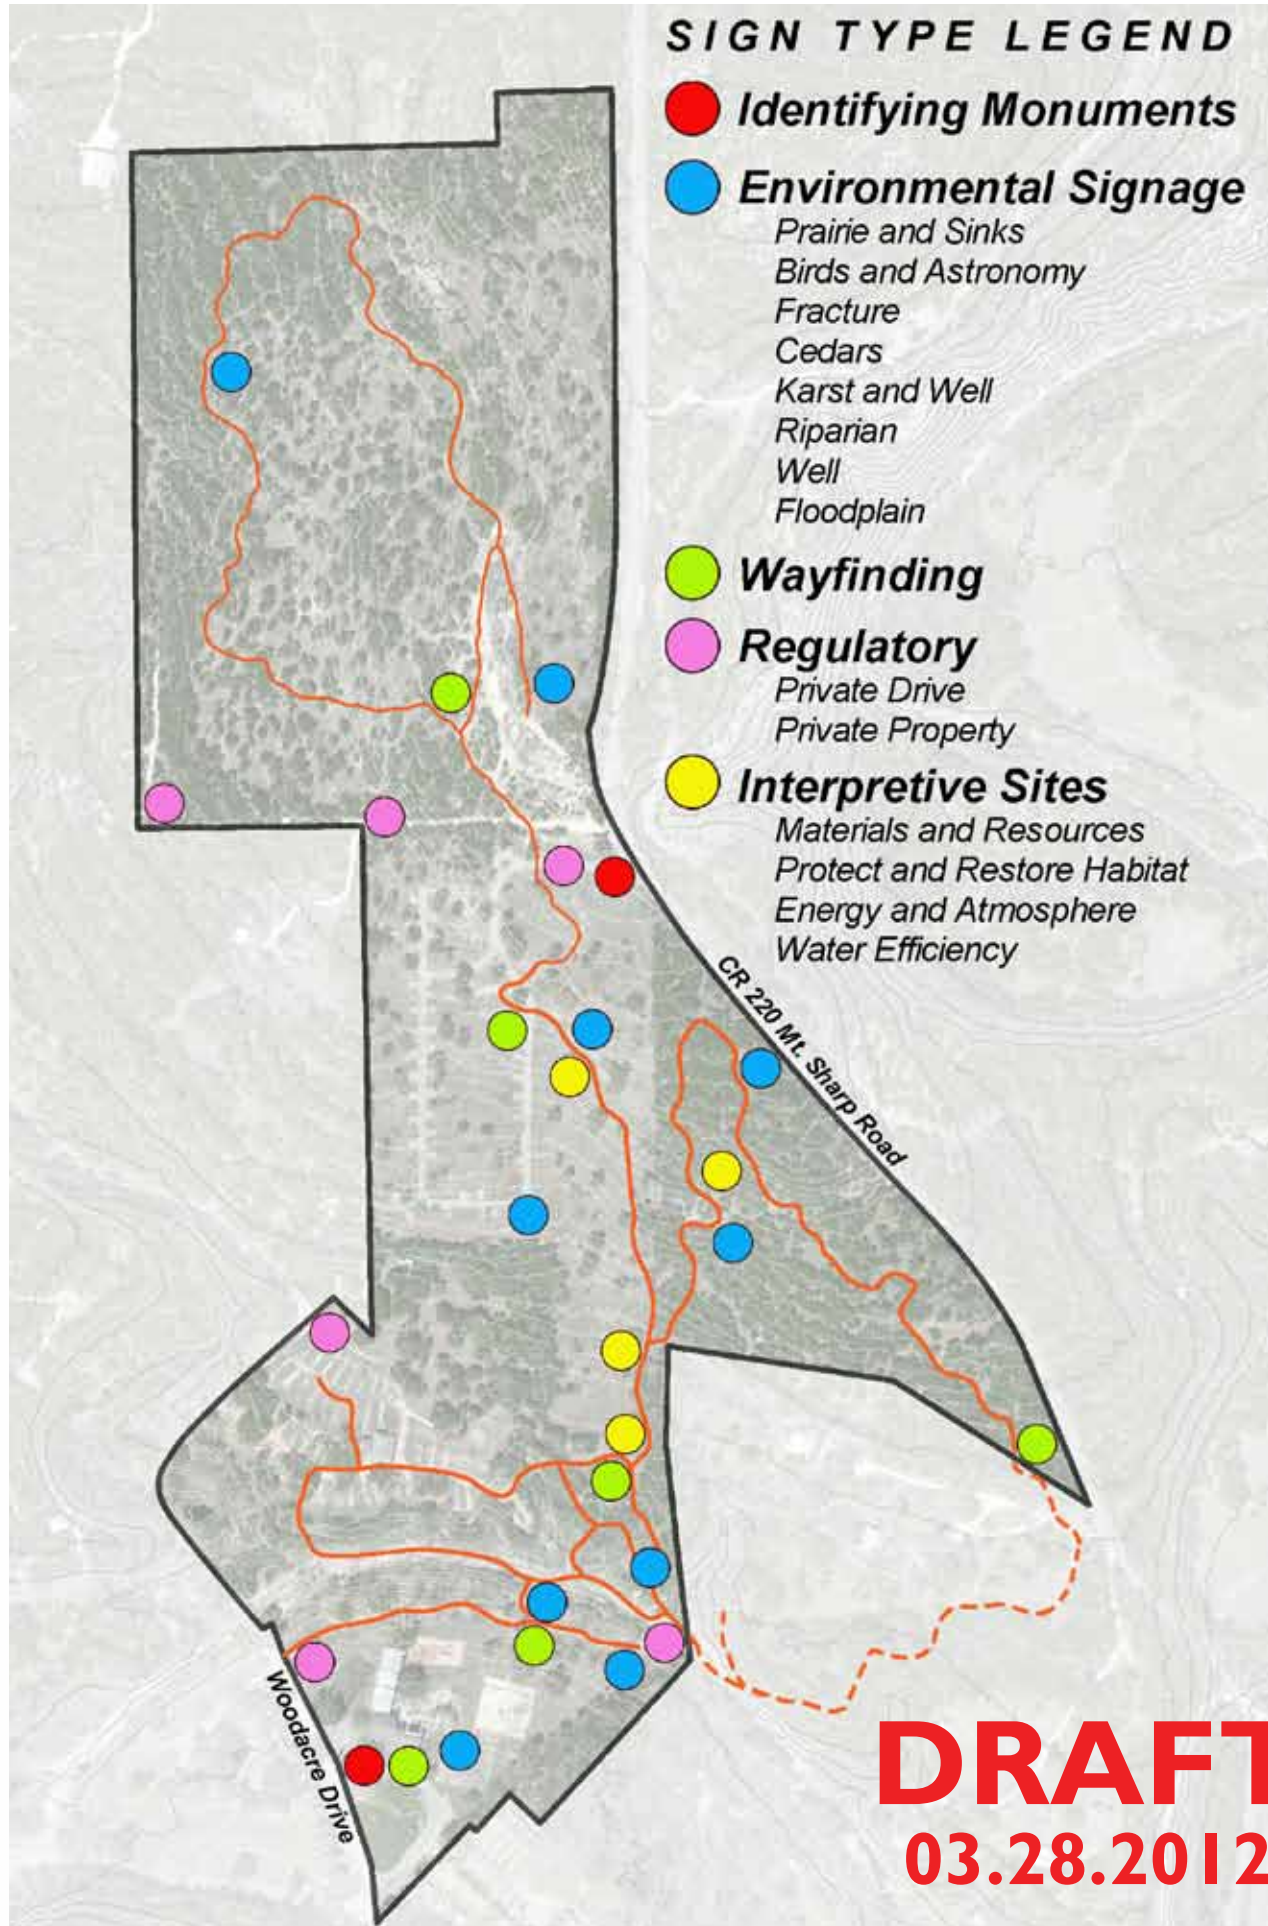 SIGN TYPE LEGEND
Identifying Monuments
Environmental Signage
Prairie and Sinks
Birds and Astronomy
Fracture
Cedars
Karst and Well
Riparian
Well
Floodplain
Wayfinding
Regulatory
Private Drive
Private Property
Interpretive Sites
Materials and Resources
Protect and Restore Habitat
Energy and Atmosphere
Water Efficiency
CR 220 Mt. Sharp Road
Woodacre Drive
DRAFT
03.28.2012